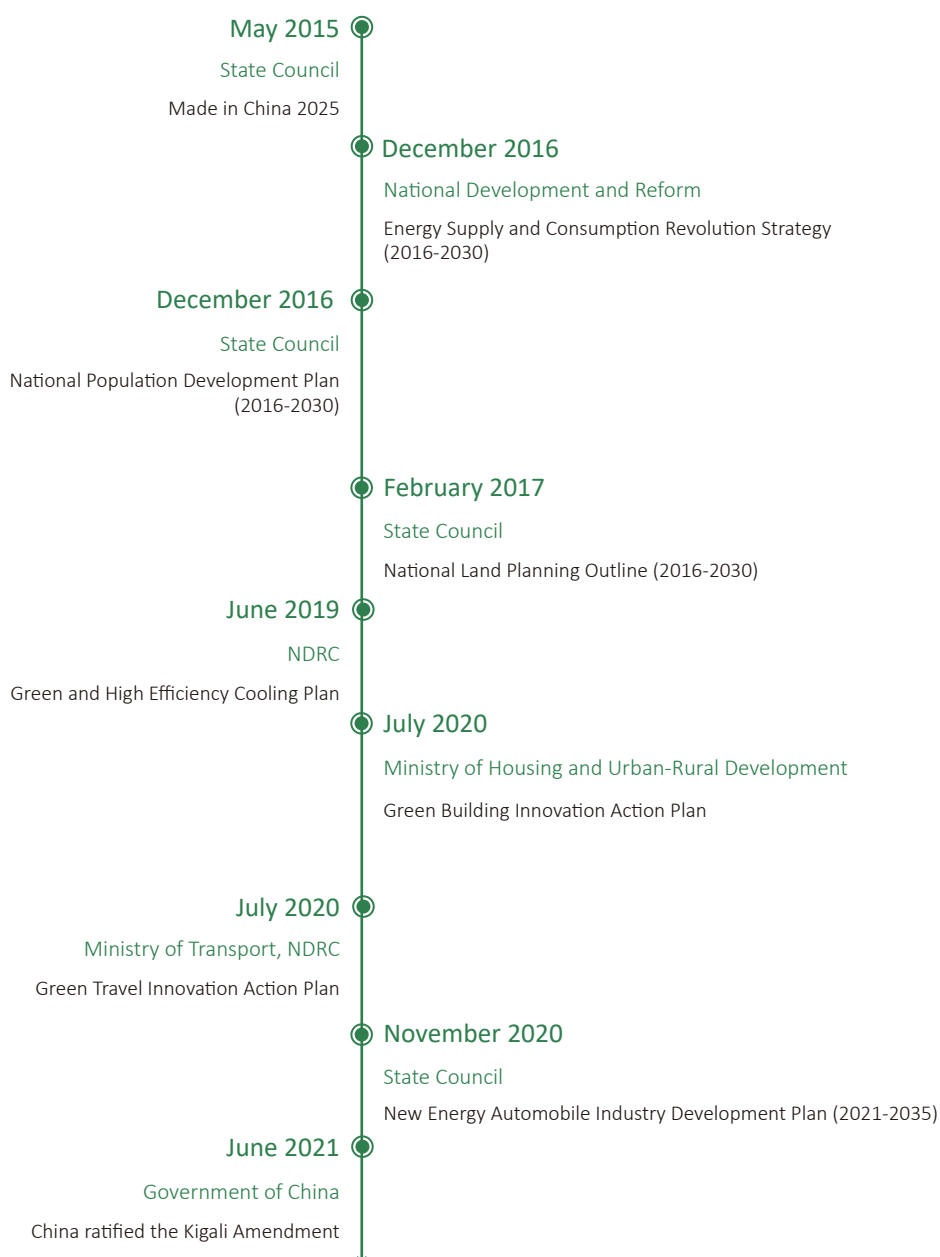 May 2015
State Council
Made in China 2025
December 2016
National Development and Reform
Energy Supply and Consumption Revolution Strategy
(2016-2030)
December 2016
State Council
National Population Development Plan
(2016-2030)
February 2017
State Council
National Land Planning Outline (2016-2030)
June 2019
NDRC
Green and High Efficiency Cooling Plan
July 2020
Ministry of Housing and Urban-Rural Development
Green Building Innovation Action Plan
July 2020
Ministry of Transport, NDRC
Green Travel Innovation Action Plan
November 2020
State Council
New Energy Automobile Industry Development Plan (2021-2035)
June 2021
Government of China
China ratified the Kigali Amendment